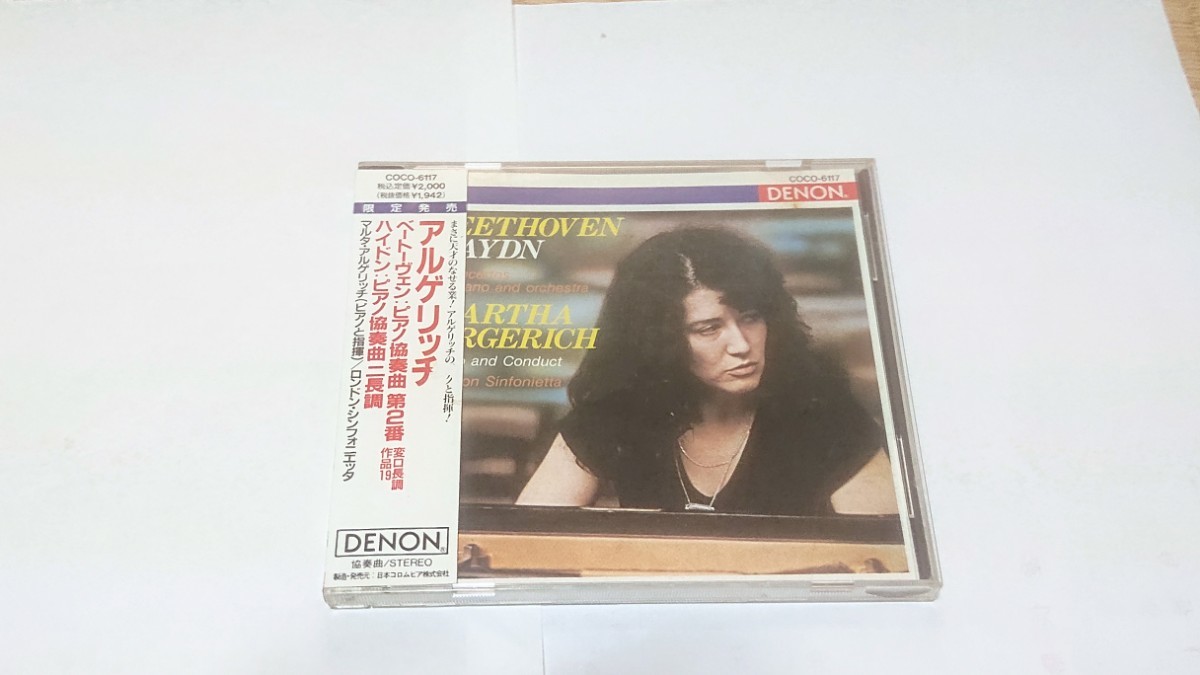 COCO-6117
税込定価¥2,000
(税抜価格¥1,942)
限定発売
まさに天才のなせる業!アルゲリッチの
クと指揮!
アルゲリッチ
ベートーヴェン:ピアノ協奏曲 第2番 変ロ長調 作品19
ハイドン:ピアノ協奏曲 ニ長調
マルタ・アルゲリッチ(ピアノと指揮)/ロンドン・シンフォニエッタ
DENON®
協奏曲/STEREO
製造・発売元:日本コロムビア株式会社
COCO-6117
DENON®
EETHOVEN
AYDN
ano and orchestra
ARTHA
RGERICH
and Conduct
on Sinfonietta